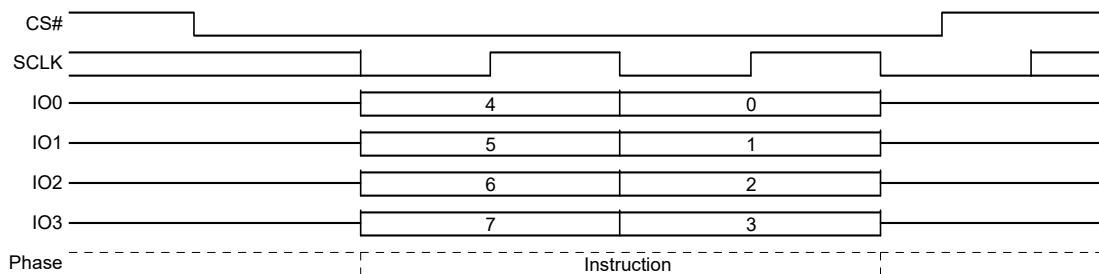 CS#
SCLK
IO0 4 0
IO1 5 1
IO2 6 2
IO3 7 3
Phase Instruction